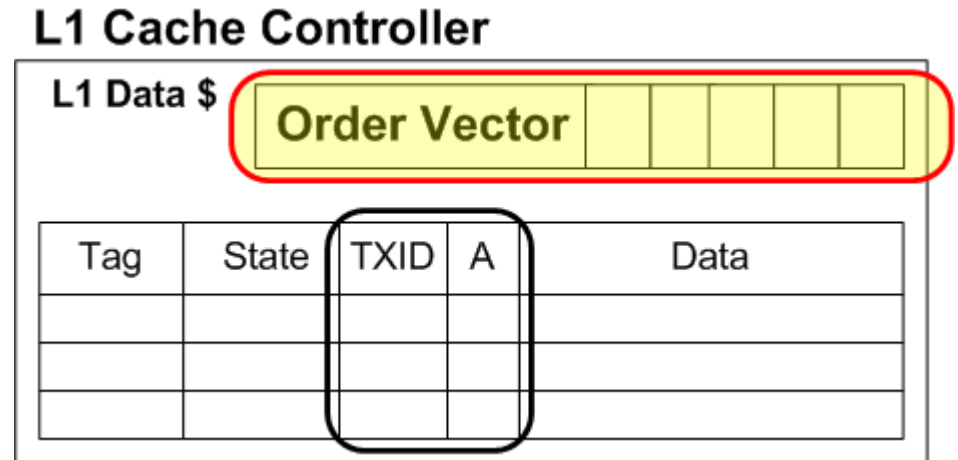 L1 Cache Controller
L1 Data $
Order Vector
Tag State TXID A Data